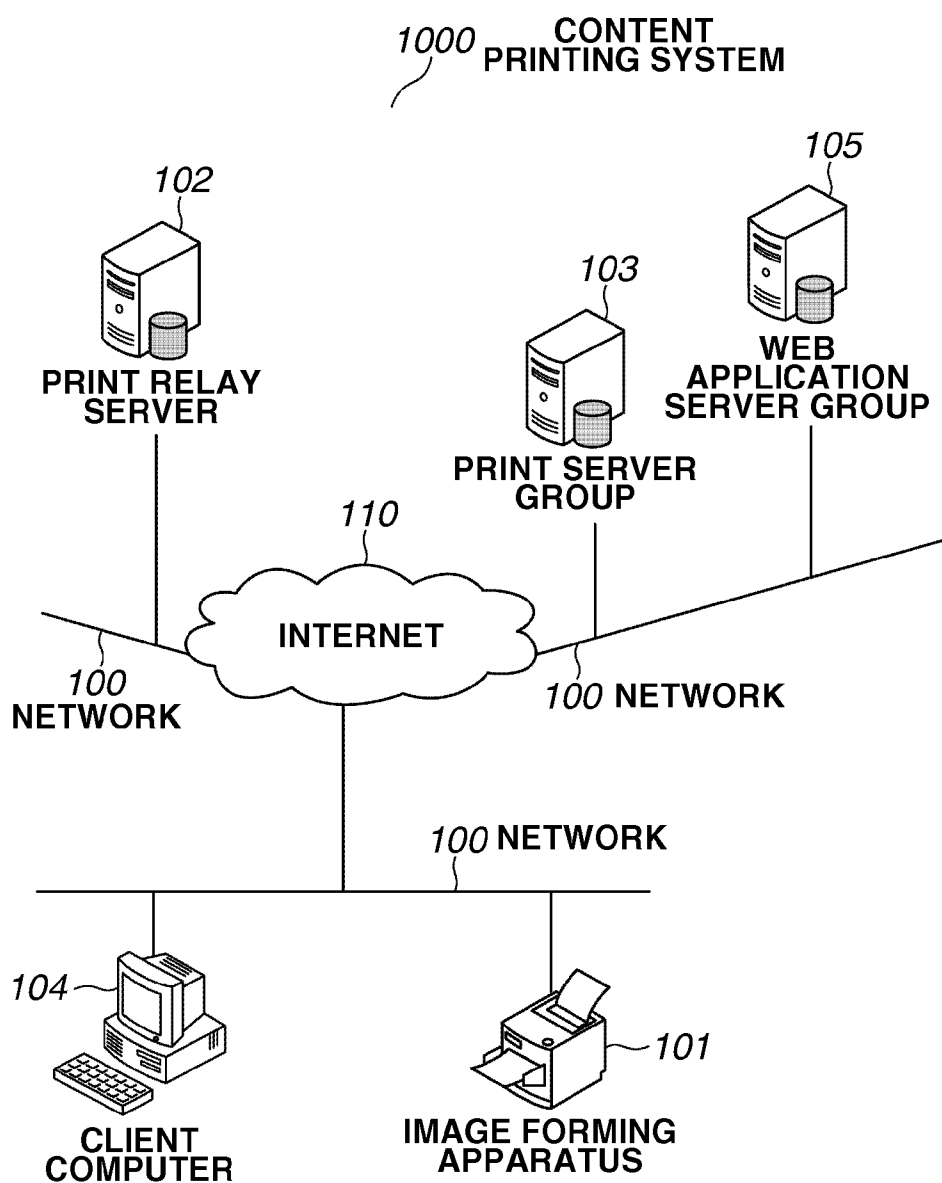 1000 CONTENT
PRINTING SYSTEM
105
102
103
PRINT RELAY
SERVER
WEB
APPLICATION
SERVER GROUP
PRINT SERVER
GROUP
110
INTERNET
100
NETWORK
100 NETWORK
100 NETWORK
104
101
CLIENT
COMPUTER
IMAGE FORMING
APPARATUS